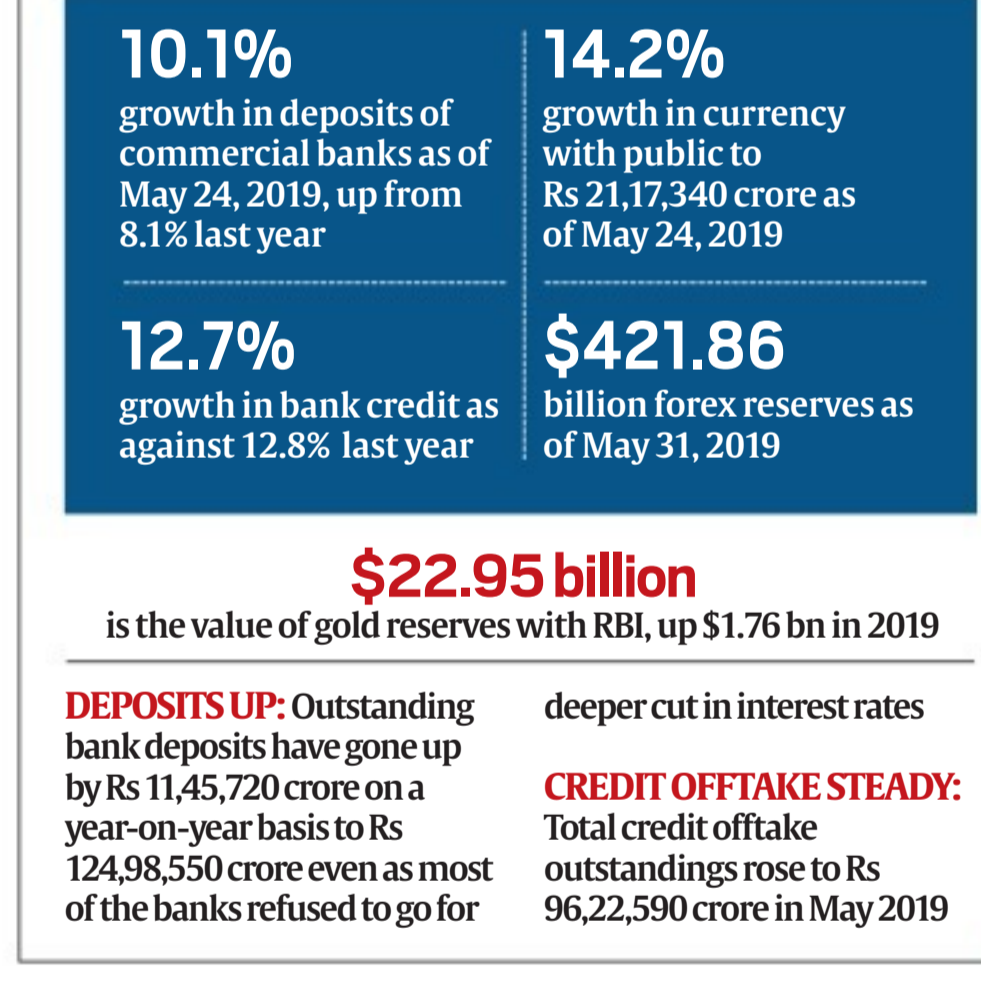 10.1%
growth in deposits of
commercial banks as of
May 24, 2019, up from
8.1% last year
14.2%
growth in currency
with public to
Rs 21,17,340 crore as
of May 24, 2019
12.7%
growth in bank credit as
against 12.8% last year
$421.86
billion forex reserves as
of May 31, 2019
$22.95 billion
is the value of gold reserves with RBI, up $1.76 bn in 2019
DEPOSITS UP: Outstanding
bank deposits have gone up
by Rs 11,45,720 crore on a
year-on-year basis to Rs
124,98,550 crore even as most
of the banks refused to go for
deeper cut in interest rates
CREDIT OFFTAKE STEADY:
Total credit offtake
outstandings rose to Rs
96,22,590 crore in May 2019